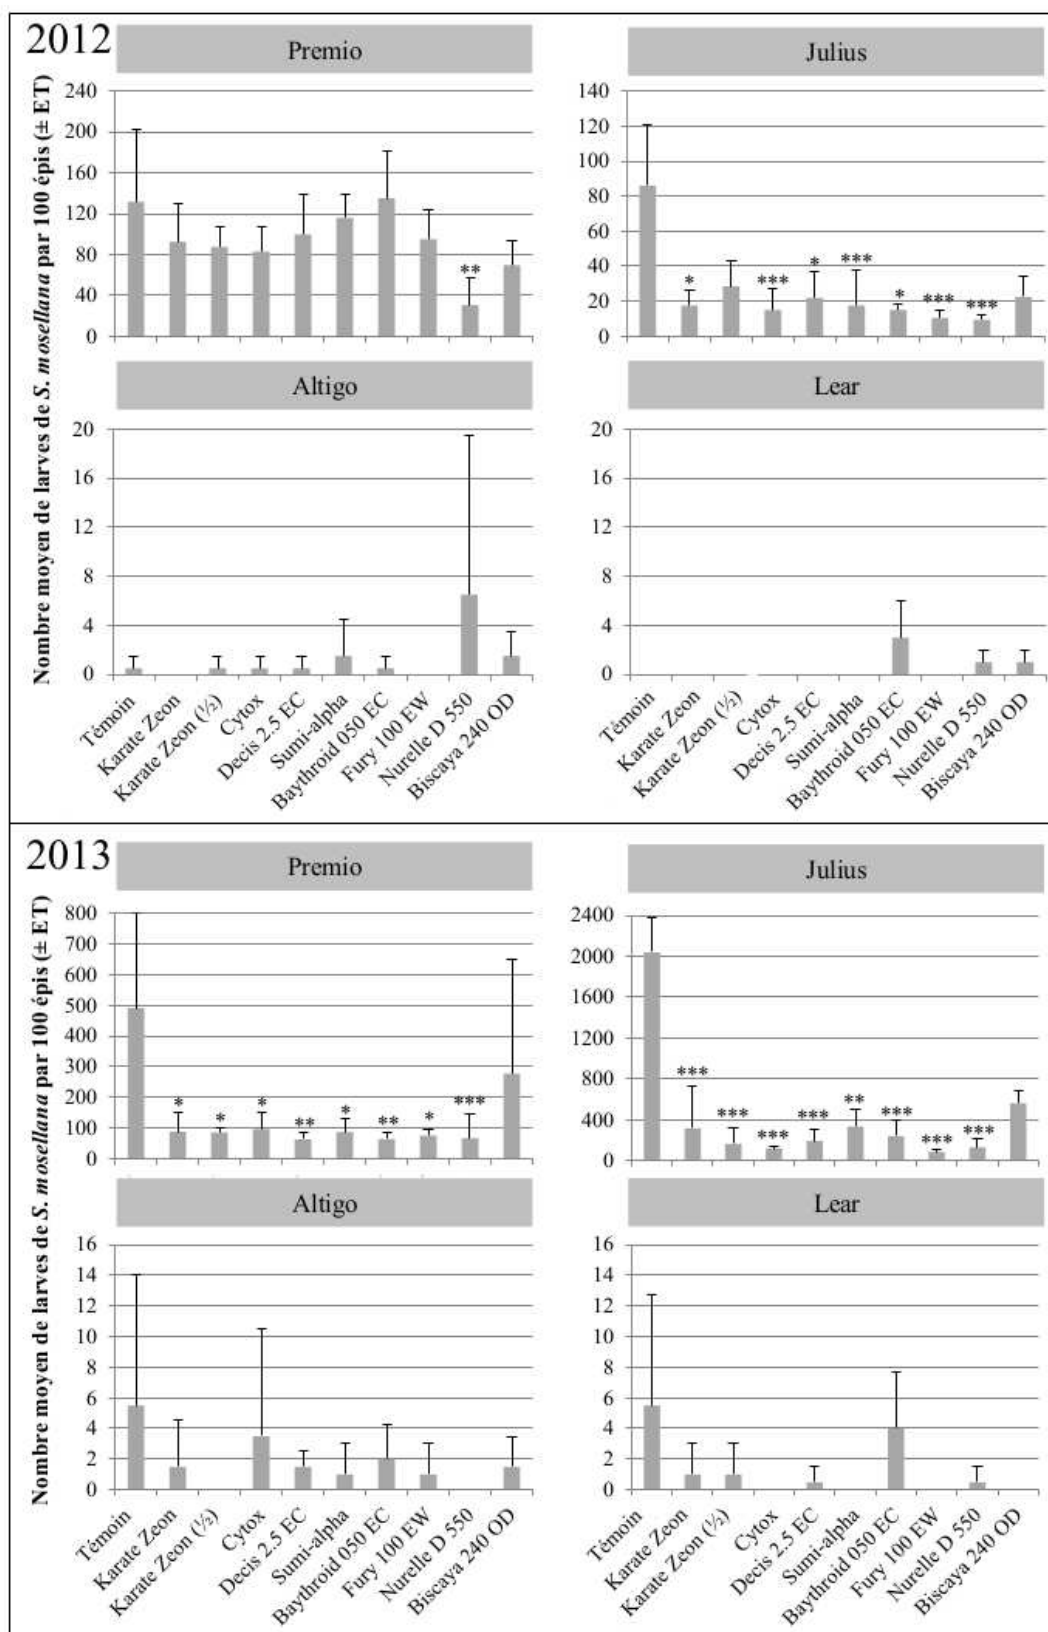 2012
Premio
Julius
Nombre moyen de larves de S. mosellana par 100 épis (± ET)
240
200
160
120
80
40
0
**
140
120
100
80
60
40
20
0
*
***
*
***
*
***
***
Altigo
Lear
20
16
12
8
4
0
20
16
12
8
4
0
Témoin
Karate Zeon
Karate Zeon (½)
Cytox
Decis 2.5 EC
Sumi-alpha
Baythroid 050 EC
Fury 100 EW
Nurelle D 550
Biscaya 240 OD
Témoin
Karate Zeon
Karate Zeon (½)
Cytox
Decis 2.5 EC
Sumi-alpha
Baythroid 050 EC
Fury 100 EW
Nurelle D 550
Biscaya 240 OD
2013
Premio
Julius
Nombre moyen de larves de S. mosellana par 100 épis (± ET)
800
700
600
500
400
300
200
100
0
*
*
*
**
*
**
*
***
2400
2000
1600
1200
800
400
0
***
***
***
***
**
***
***
***
Altigo
Lear
16
14
12
10
8
6
4
2
0
16
14
12
10
8
6
4
2
0
Témoin
Karate Zeon
Karate Zeon (½)
Cytox
Decis 2.5 EC
Sumi-alpha
Baythroid 050 EC
Fury 100 EW
Nurelle D 550
Biscaya 240 OD
Témoin
Karate Zeon
Karate Zeon (½)
Cytox
Decis 2.5 EC
Sumi-alpha
Baythroid 050 EC
Fury 100 EW
Nurelle D 550
Biscaya 240 OD